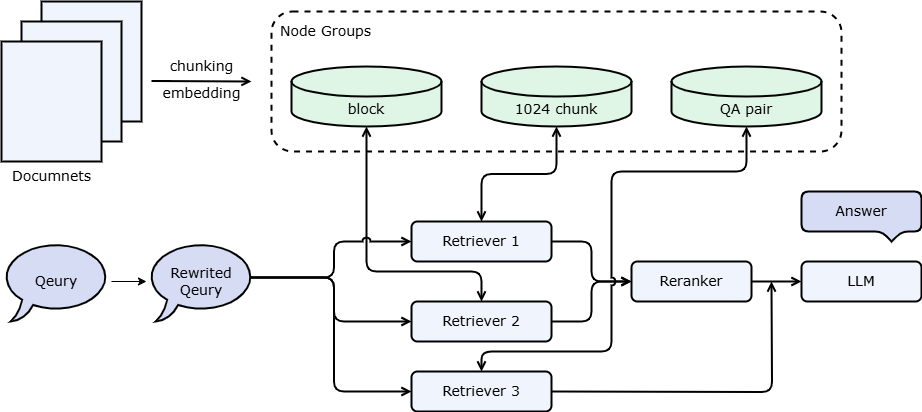 Node Groups
chunking
embedding
block
1024 chunk
QA pair
Documnets
Answer
Retriever 1
Qeury
Rewrited
Qeury
Reranker
LLM
Retriever 2
Retriever 3